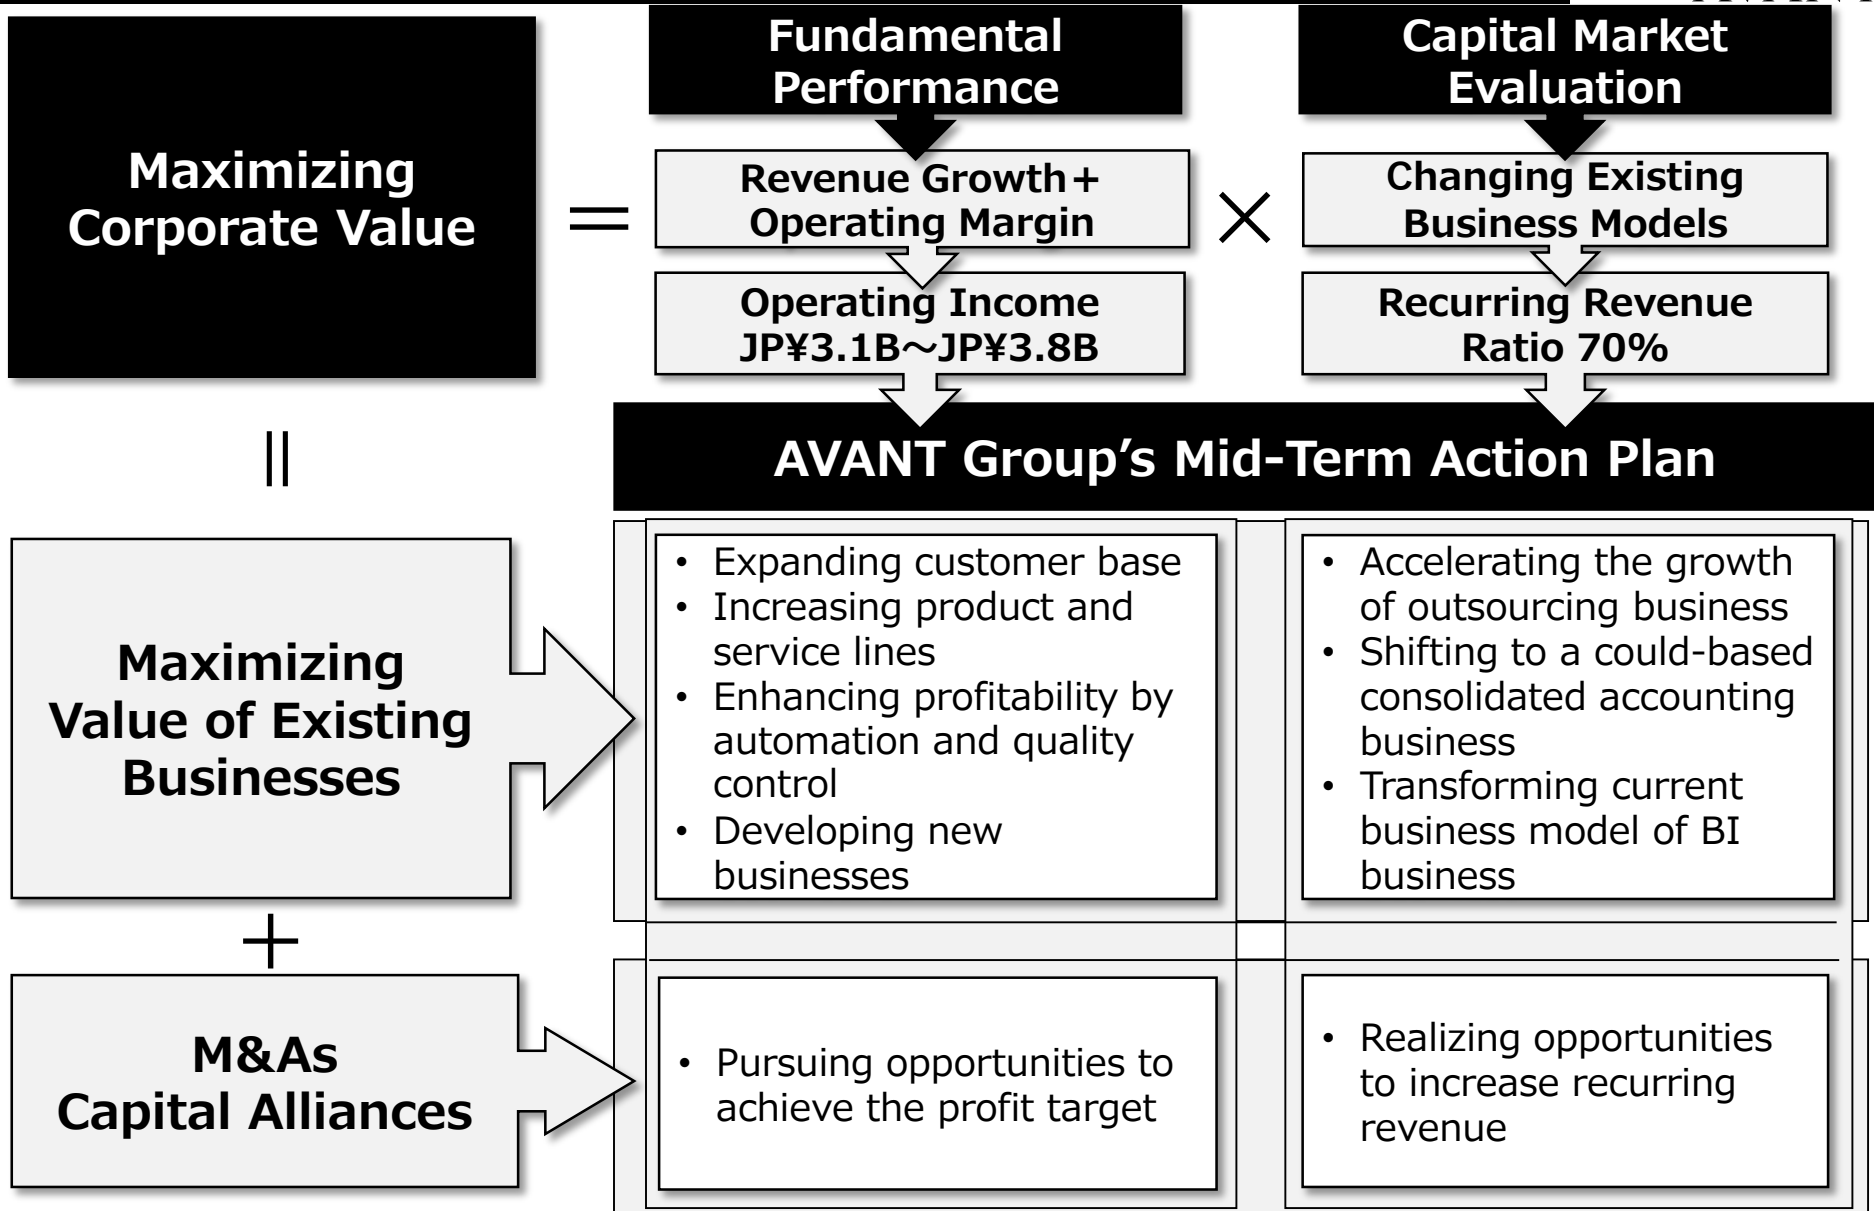 Maximizing
Corporate Value
=
Fundamental
Performance
Revenue Growth+
Operating Margin
Operating Income
JP¥3.1B～JP¥3.8B
×
Capital Market
Evaluation
Changing Existing
Business Models
Recurring Revenue
Ratio 70%
||
AVANT Group's Mid-Term Action Plan
Maximizing
Value of Existing
Businesses
• Expanding customer base
• Increasing product and
service lines
• Enhancing profitability by
automation and quality
control
• Developing new
businesses
• Accelerating the growth
of outsourcing business
• Shifting to a could-based
consolidated accounting
business
• Transforming current
business model of BI
business
+
M&As
Capital Alliances
• Pursuing opportunities to
achieve the profit target
• Realizing opportunities
to increase recurring
revenue